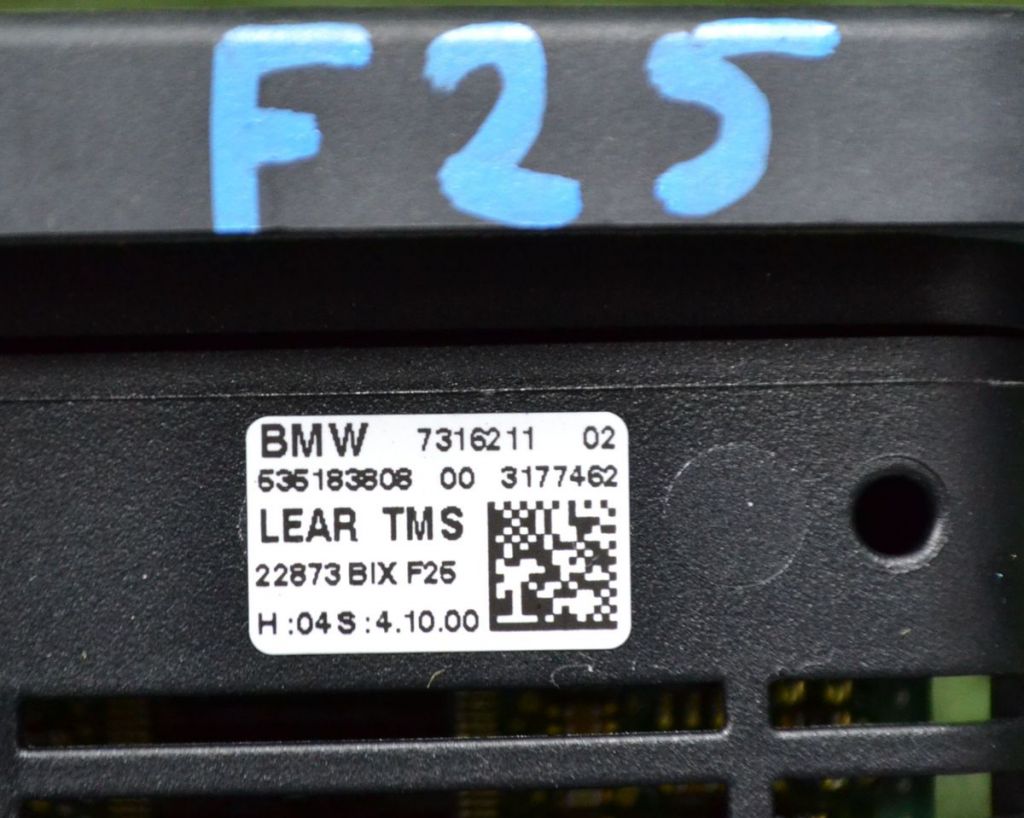 F25
BMW 7316211 02
535183808 00 3177462
LEAR TMS
22873 BIX F25
H:04 S:4.10.00